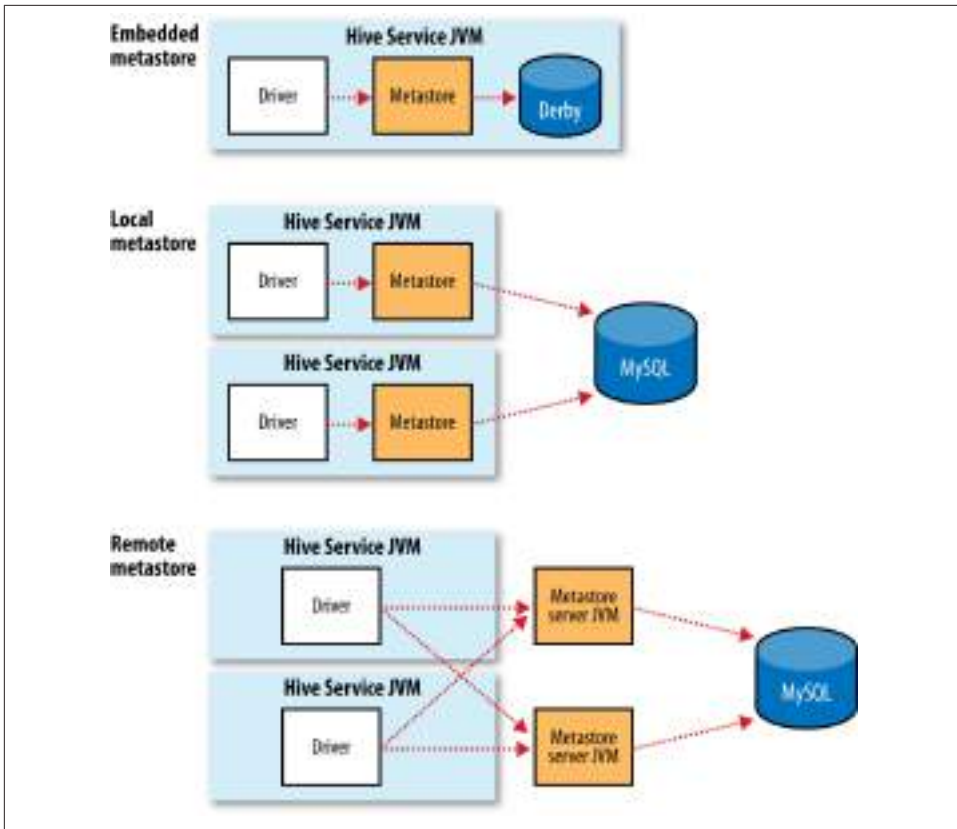 Embedded
metastore
Hive Service JVM
Driver
Metastore
Derby
Local
metastore
Hive Service JVM
Driver
Metastore
Hive Service JVM
Driver
Metastore
MySQL
Remote
metastore
Hive Service JVM
Driver
Metastore
server JVM
Hive Service JVM
Driver
Metastore
server JVM
MySQL